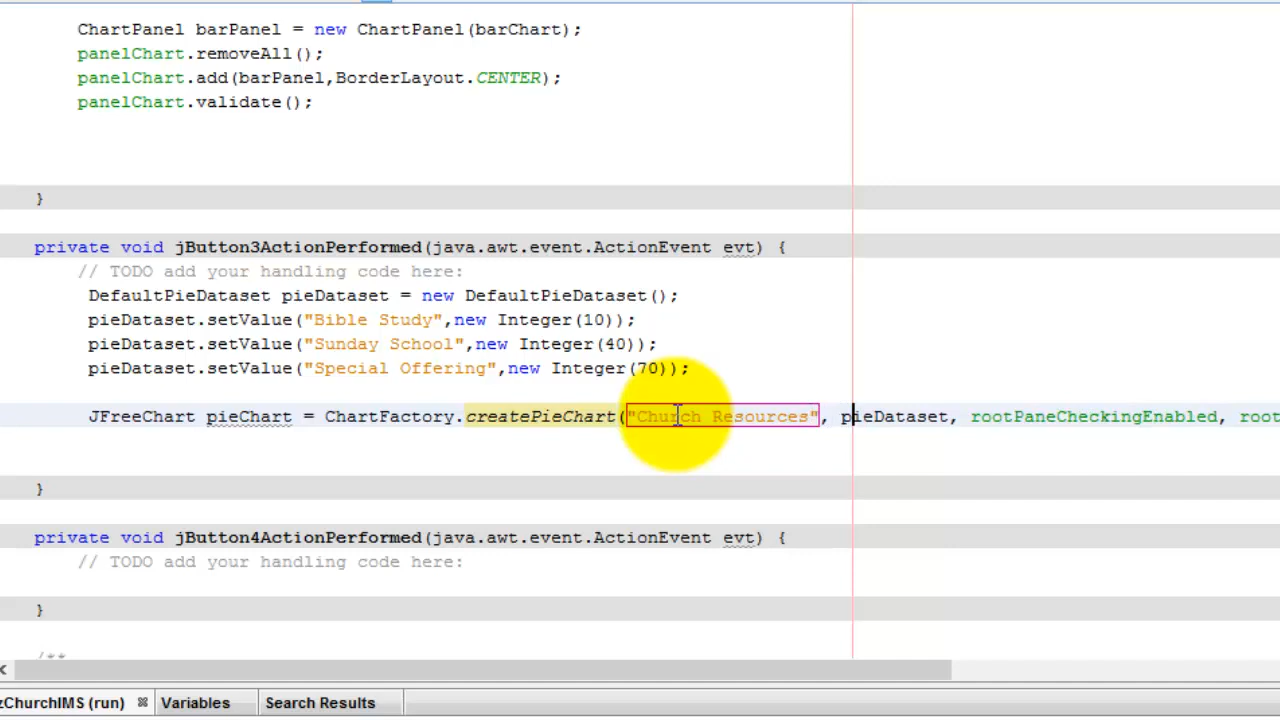 ChartPanel barPanel = new ChartPanel(barChart);
panelChart.removeAll();
panelChart.add(barPanel,BorderLayout.CENTER);
panelChart.validate();
}
private void jButton3ActionPerformed(java.awt.event.ActionEvent evt) {
// TODO add your handling code here:
DefaultPieDataset pieDataset = new DefaultPieDataset();
pieDataset.setValue("Bible Study",new Integer(10));
pieDataset.setValue("Sunday School",new Integer(40));
pieDataset.setValue("Special Offering",new Integer(70));
JFreeChart pieChart = ChartFactory.createPieChart("Church Resources", pieDataset, rootPaneCheckingEnabled, root
}
private void jButton4ActionPerformed(java.awt.event.ActionEvent evt) {
// TODO add your handling code here:
}
/**
zChurchIMS (run) Variables Search Results